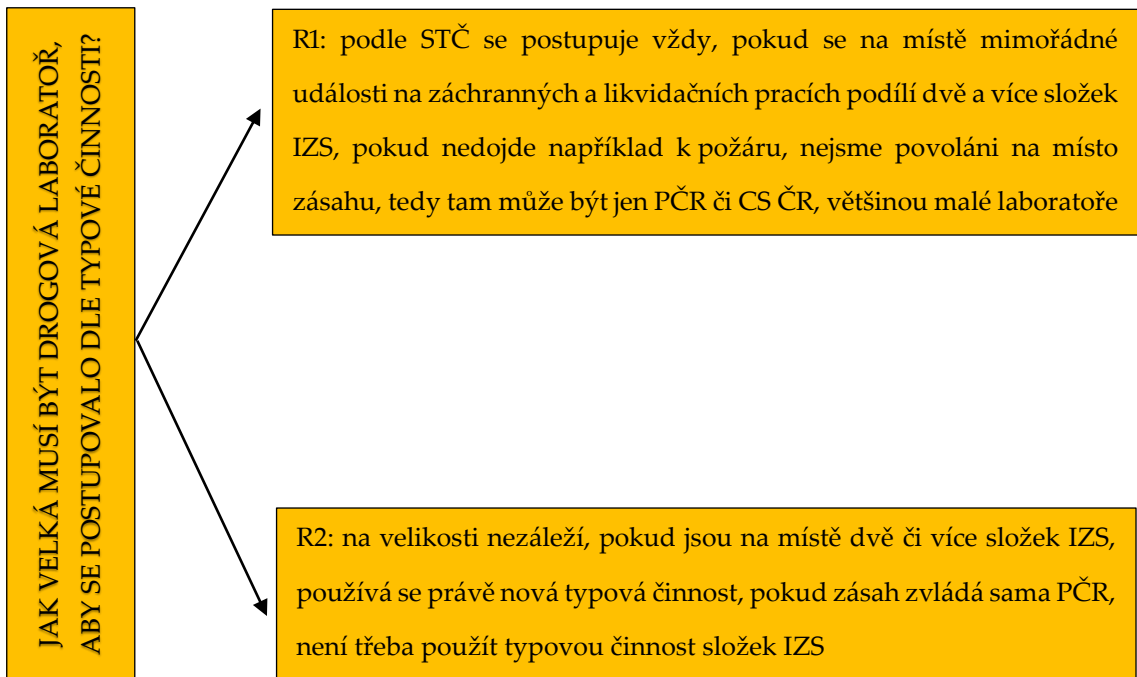 JAK VELKÁ MUSÍ BÝT DROGOVÁ LABORATOŘ,
ABY SE POSTUPOVALO DLE TYPOVÉ ČINNOSTI?
R1: podle STČ se postupuje vždy, pokud se na místě mimořádné
události na záchranných a likvidačních pracích podílí dvě a více složek
IZS, pokud nedojde například k požáru, nejsme povoláni na místo
zásahu, tedy tam může být jen PČR či CS ČR, většinou malé laboratoře
R2: na velikosti nezáleží, pokud jsou na místě dvě či více složek IZS,
používá se právě nová typová činnost, pokud zásah zvládá sama PČR,
není třeba použít typovou činnost složek IZS